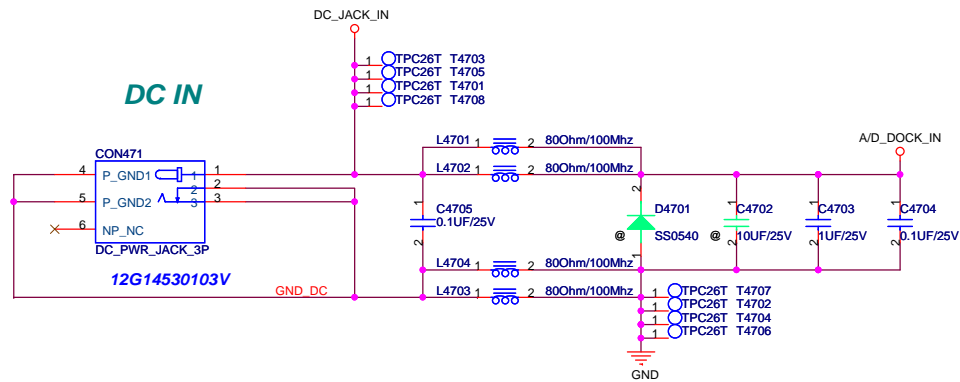 DC_JACK_IN
1 TPC26T T4703
1 TPC26T T4705
1 TPC26T T4701
1 TPC26T T4708
DC IN
A/D_DOCK_IN
L4701 1 2 80Ohm/100Mhz
CON471
L4702 1 2 80Ohm/100Mhz
4 P_GND1 1 1
2 2
5 P_GND2 3 3
6 NP_NC
DC_PWR_JACK_3P
12G14530103V
1 C4705 0.1UF/25V 2
2 D4701 @ SS0540 1
1 C4702 @ 10UF/25V 2
1 C4703 1UF/25V 2
1 C4704 0.1UF/25V 2
L4704 1 2 80Ohm/100Mhz
GND_DC
L4703 1 2 80Ohm/100Mhz
1 TPC26T T4707
1 TPC26T T4702
1 TPC26T T4704
1 TPC26T T4706
GND